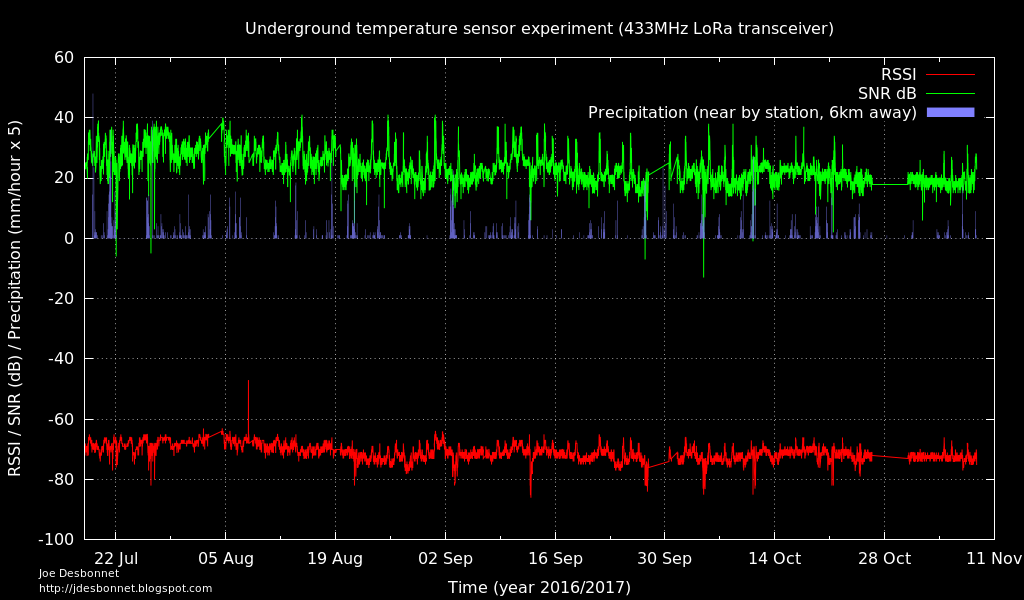 Underground temperature sensor experiment (433MHz LoRa transceiver)
RSSI / SNR (dB) / Precipitation (mm/hour x 5)
60
40
20
0
-20
-40
-60
-80
-100
RSSI
SNR dB
Precipitation (near by station, 6km away)
22 Jul 05 Aug 19 Aug 02 Sep 16 Sep 30 Sep 14 Oct 28 Oct 11 Nov
Time (year 2016/2017)
Joe Desbonnet
http://jdesbonnet.blogspot.com